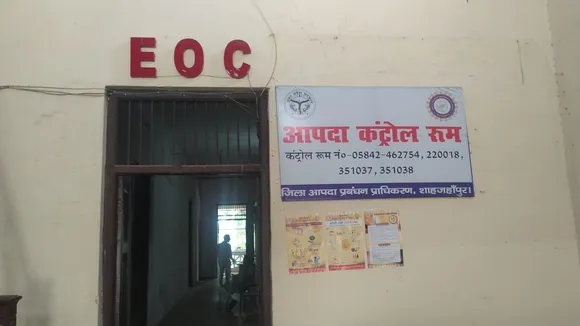 EOC
आपदा कंट्रोल रूम
कंट्रोल रूम नं०-05842-462754, 220018,
351037, 351038
जिला आपदा प्रबंधन प्राधिकरण, शाहजहाँपुर।